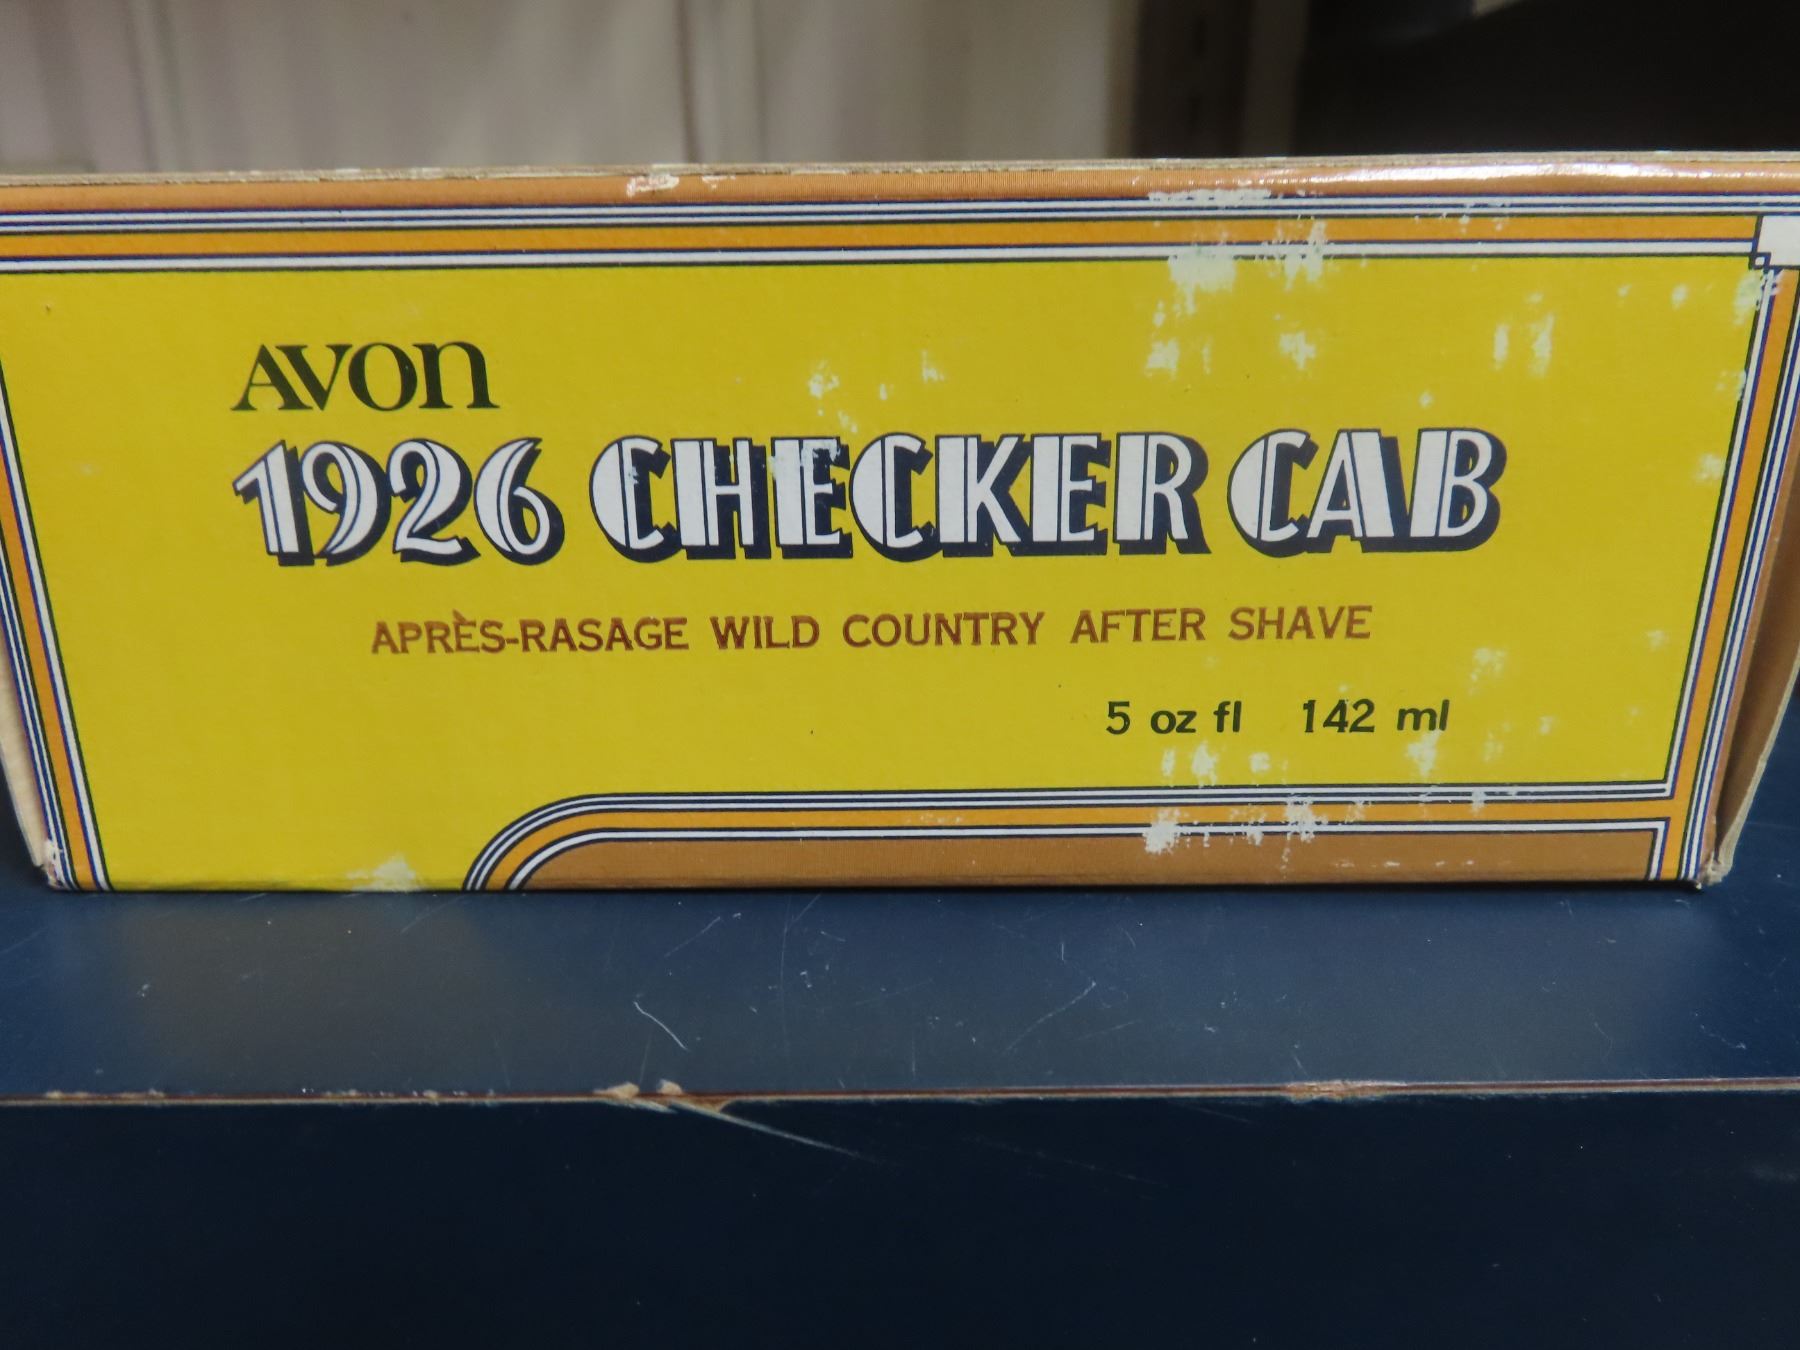 AVON
1926 CHECKER CAB
APRÈS-RASAGE WILD COUNTRY AFTER SHAVE
5 oz fl 142 ml